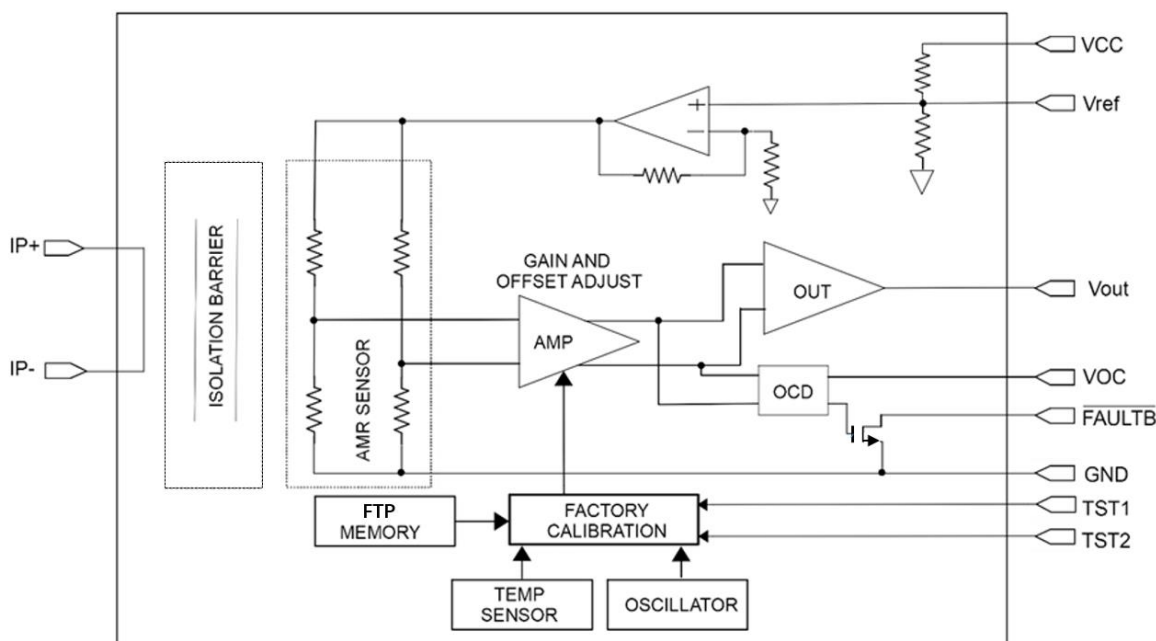 VCC
Vref
+
−
IP+
IP-
ISOLATION BARRIER
AMR SENSOR
GAIN AND
OFFSET ADJUST
AMP
OUT
Vout
OCD
VOC
FAULTB
GND
FTP
MEMORY
FACTORY
CALIBRATION
TST1
TST2
TEMP
SENSOR
OSCILLATOR